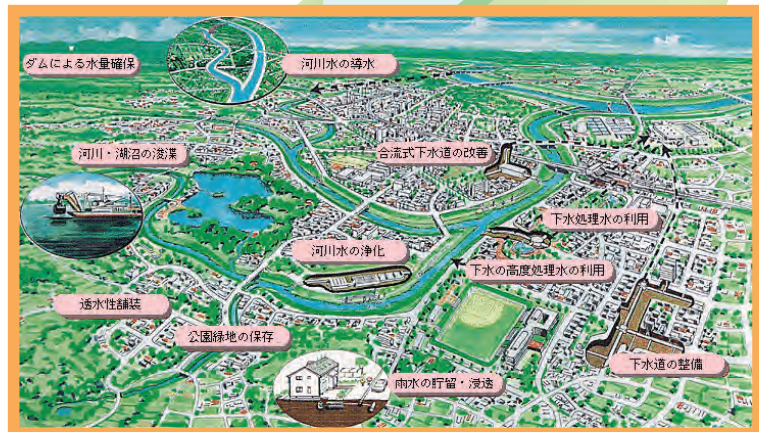 ダムによる水量確保
河川水の導水
河川・湖沼の浚渫
合流式下水道の改善
下水処理水の利用
河川水の浄化
下水の高度処理水の利用
透水性舗装
公園緑地の保存
下水道の整備
雨水の貯留・浸透